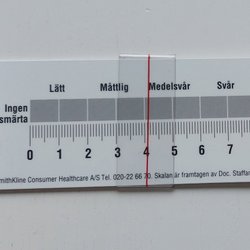 Lätt Måttlig Medelsvår Svår
Ingen
smärta
0 1 2 3 4 5 6 7
mithKline Consumer Healthcare A/S Tel. 020-22 66 70. Skalan är framtagen av Doc. Staffan